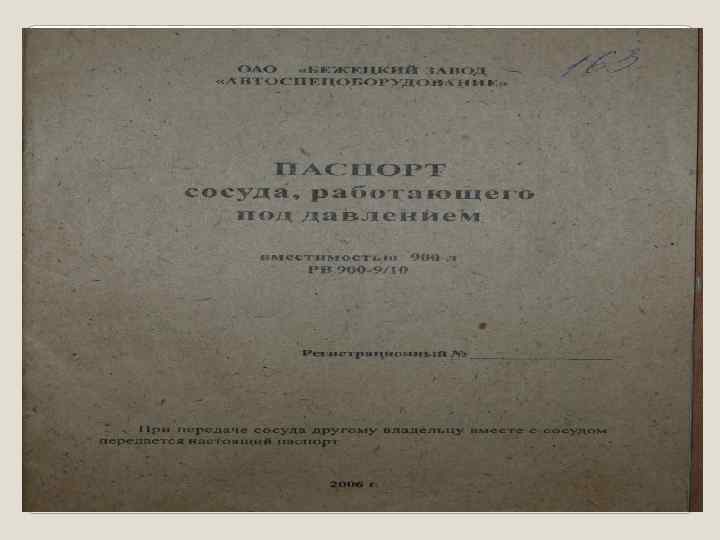 163
ОАО «БЕЖЕЦКИЙ ЗАВОД
«АВТОСПЕЦОБОРУДОВАНИЕ»
ПАСПОРТ
сосуда, работающего
под давлением
вместимостью 900 л
РВ 900-9/10
Регистрационный №
При передаче сосуда другому владельцу вместе с сосудом
передается настоящий паспорт
2006 г.